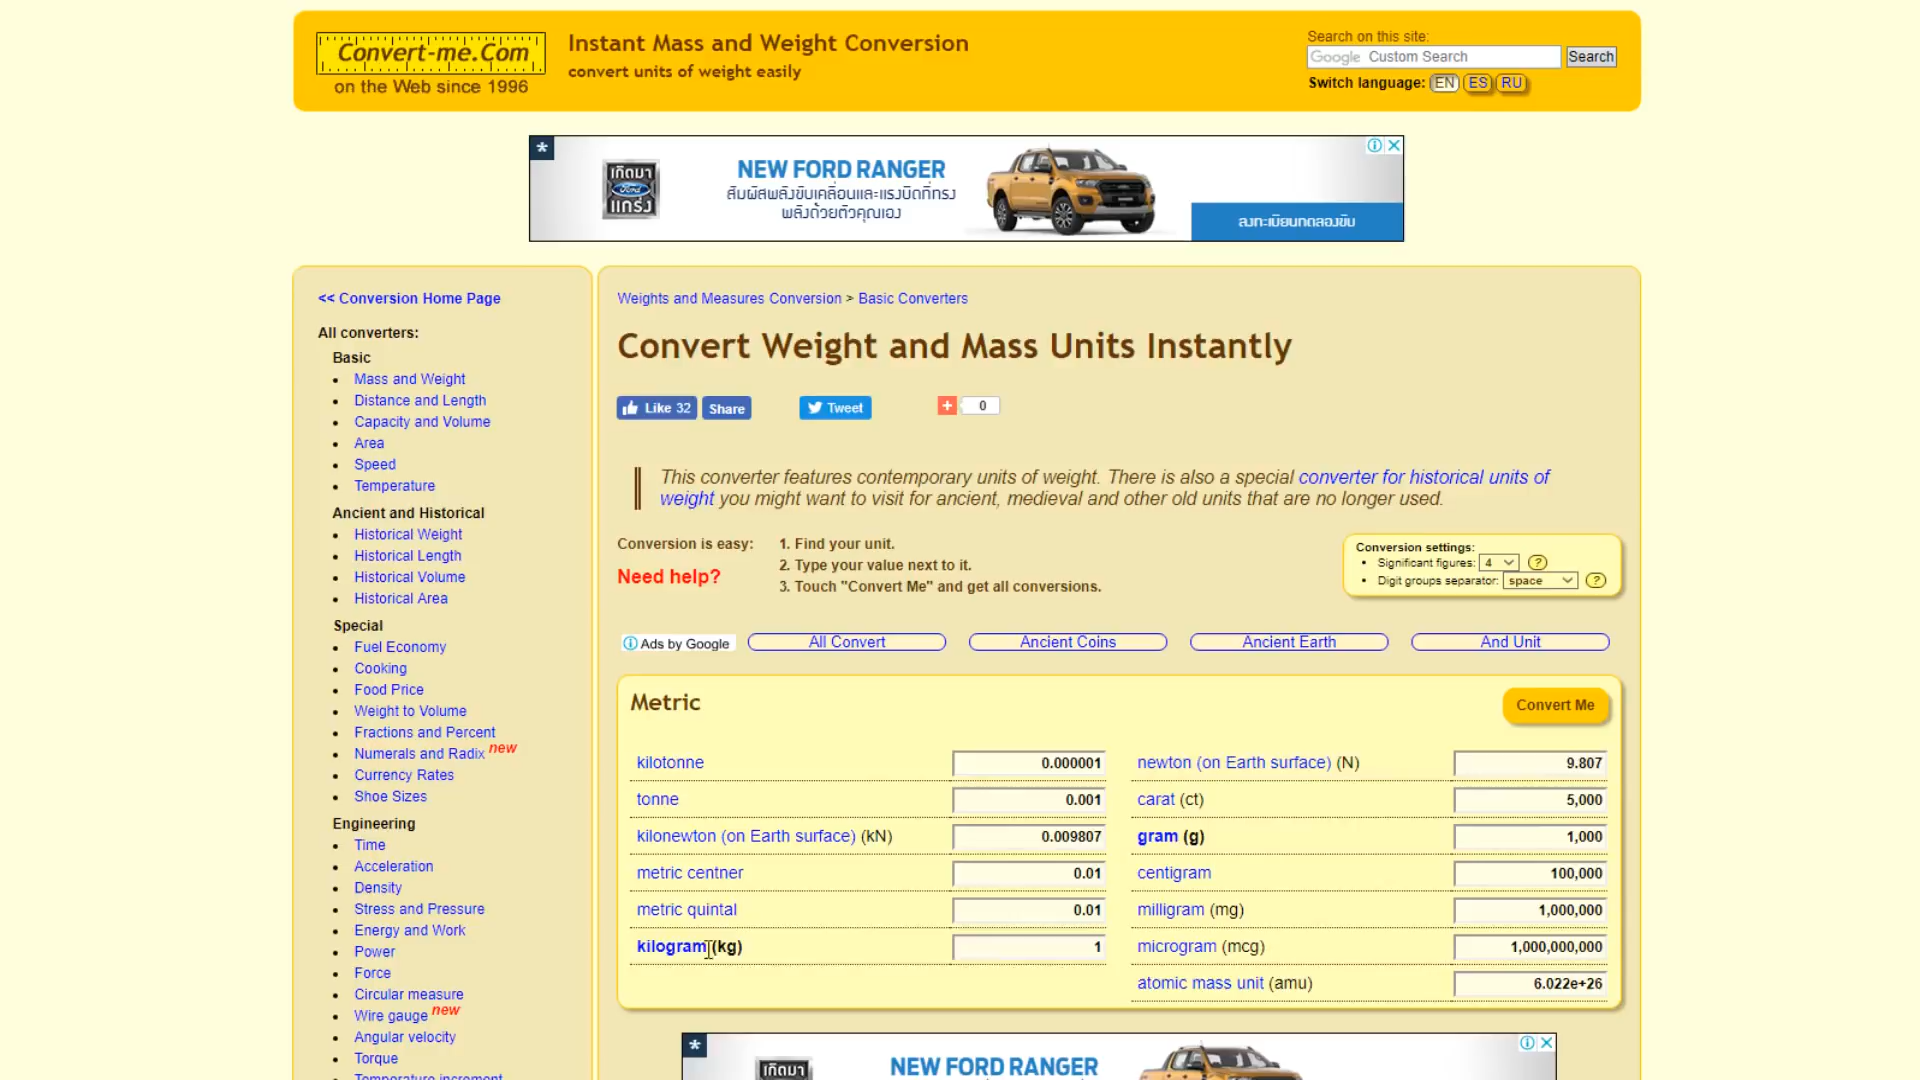 Convert-me.Com
on the Web since 1996
Instant Mass and Weight Conversion
convert units of weight easily
Search on this site:
Google Custom Search
Search
Switch language: EN ES RU
เกิดมา
Ford
แกร่ง
NEW FORD RANGER
สัมผัสพลังขับเคลื่อนและแรงบิดที่ทรง
พลังด้วยตัวคุณเอง
ลงทะเบียนทดลองขับ
<< Conversion Home Page
All converters:
Basic
Mass and Weight
Distance and Length
Capacity and Volume
Area
Speed
Temperature
Ancient and Historical
Historical Weight
Historical Length
Historical Volume
Historical Area
Special
Fuel Economy
Cooking
Food Price
Weight to Volume
Fractions and Percent
Numerals and Radix new
Currency Rates
Shoe Sizes
Engineering
Time
Acceleration
Density
Stress and Pressure
Energy and Work
Power
Force
Circular measure
Wire gauge new
Angular velocity
Torque
Temperature increment
Weights and Measures Conversion > Basic Converters
Convert Weight and Mass Units Instantly
Like 32
Share
Tweet
+ 0
This converter features contemporary units of weight. There is also a special converter for historical units of
weight you might want to visit for ancient, medieval and other old units that are no longer used.
Conversion is easy:
Need help?
1. Find your unit.
2. Type your value next to it.
3. Touch "Convert Me" and get all conversions.
Conversion settings:
Significant figures: 4 ?
Digit groups separator: space ?
Ads by Google
All Convert
Ancient Coins
Ancient Earth
And Unit
Metric
Convert Me
kilotonne 0.000001
tonne 0.001
kilonewton (on Earth surface) (kN) 0.009807
metric centner 0.01
metric quintal 0.01
kilogram (kg) 1
newton (on Earth surface) (N) 9.807
carat (ct) 5,000
gram (g) 1,000
centigram 100,000
milligram (mg) 1,000,000
microgram (mcg) 1,000,000,000
atomic mass unit (amu) 6.022e+26
เกิดมา
NEW FORD RANGER